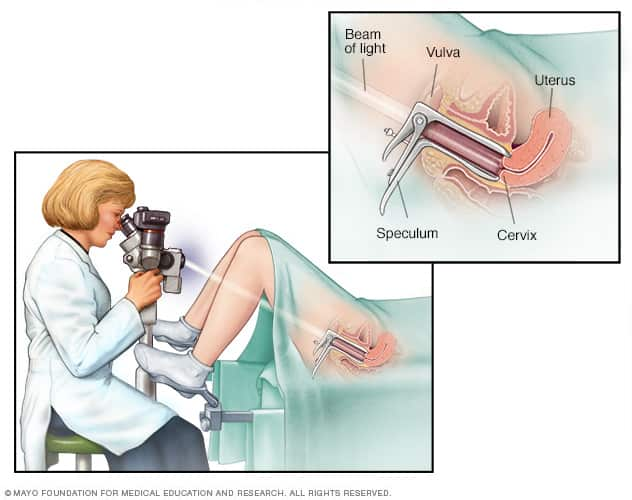 Beam
of light
Vulva
Uterus
Speculum
Cervix
© MAYO FOUNDATION FOR MEDICAL EDUCATION AND RESEARCH. ALL RIGHTS RESERVED.